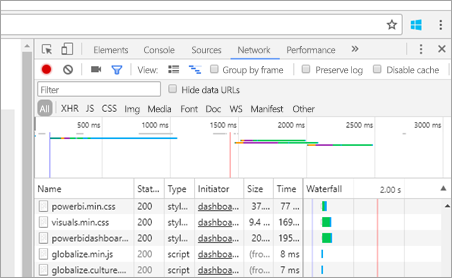 Elements Console Sources Network Performance »
View: Group by frame Preserve log Disable cache
Filter Hide data URLs
All XHR JS CSS Img Media Font Doc WS Manifest Other
500 ms 1000 ms 1500 ms 2000 ms 2500 ms 3000 ms
Name Stat... Type Initiator Size Time Waterfall 2.00 s
powerbi.min.css 200 styl... dashboa... 37.... 77 ...
visuals.min.css 200 styl... dashboa... 9.4 ... 169...
powerbidashboar... 200 styl... dashboa... 20.... 195...
globalize.min.js 200 script dashboa... (fro... 8 ms
globalize.culture.... 200 script dashboa... (fro... 7 ms